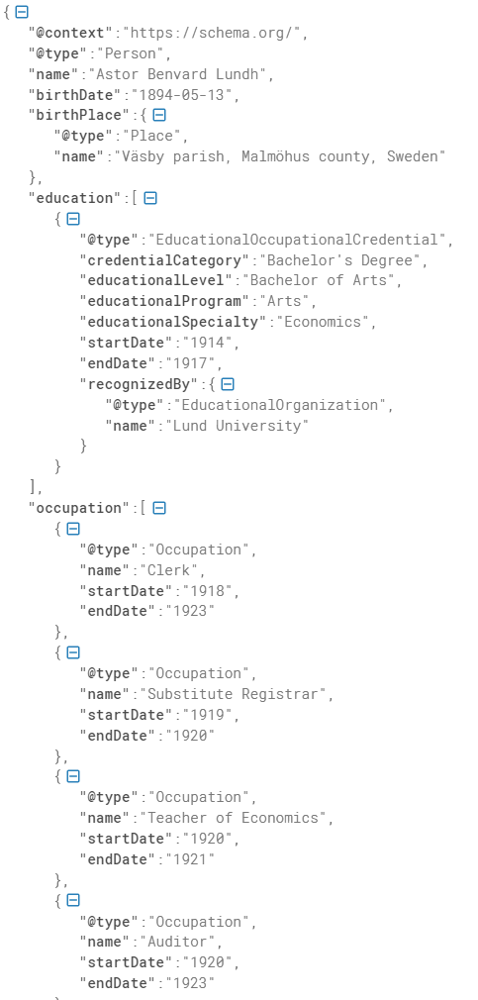 {
"@context":"https://schema.org/",
"@type":"Person",
"name":"Astor Benvard Lundh",
"birthDate":"1894-05-13",
"birthPlace":{
"@type":"Place",
"name":"Väsby parish, Malmöhus county, Sweden"
},
"education":[
{
"@type":"EducationalOccupationalCredential",
"credentialCategory":"Bachelor's Degree",
"educationalLevel":"Bachelor of Arts",
"educationalProgram":"Arts",
"educationalSpecialty":"Economics",
"startDate":"1914",
"endDate":"1917",
"recognizedBy":{
"@type":"EducationalOrganization",
"name":"Lund University"
}
}
],
"occupation":[
{
"@type":"Occupation",
"name":"Clerk",
"startDate":"1918",
"endDate":"1923"
},
{
"@type":"Occupation",
"name":"Substitute Registrar",
"startDate":"1919",
"endDate":"1920"
},
{
"@type":"Occupation",
"name":"Teacher of Economics",
"startDate":"1920",
"endDate":"1921"
},
{
"@type":"Occupation",
"name":"Auditor",
"startDate":"1920",
"endDate":"1923"